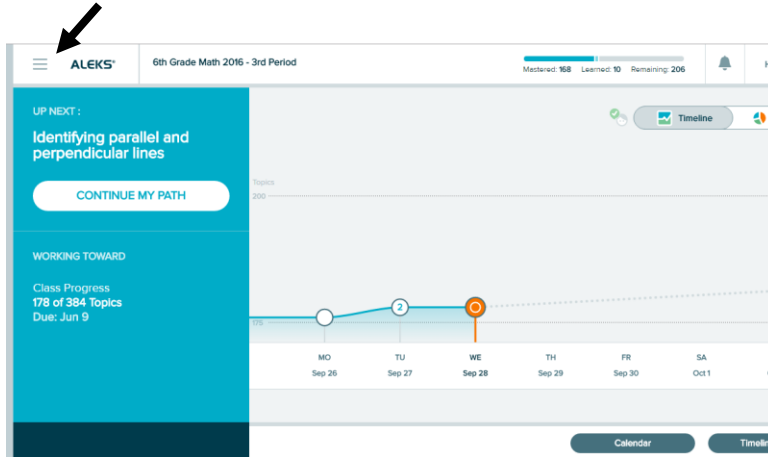 ALEKS®
6th Grade Math 2016 - 3rd Period
Mastered: 168 Learned: 10 Remaining: 206
H
UP NEXT :
Identifying parallel and
perpendicular lines
CONTINUE MY PATH
WORKING TOWARD
Class Progress
178 of 384 Topics
Due: Jun 9
Timeline
Topics
200
175
2
MO TU WE TH FR SA
Sep 26 Sep 27 Sep 28 Sep 29 Sep 30 Oct 1
Calendar